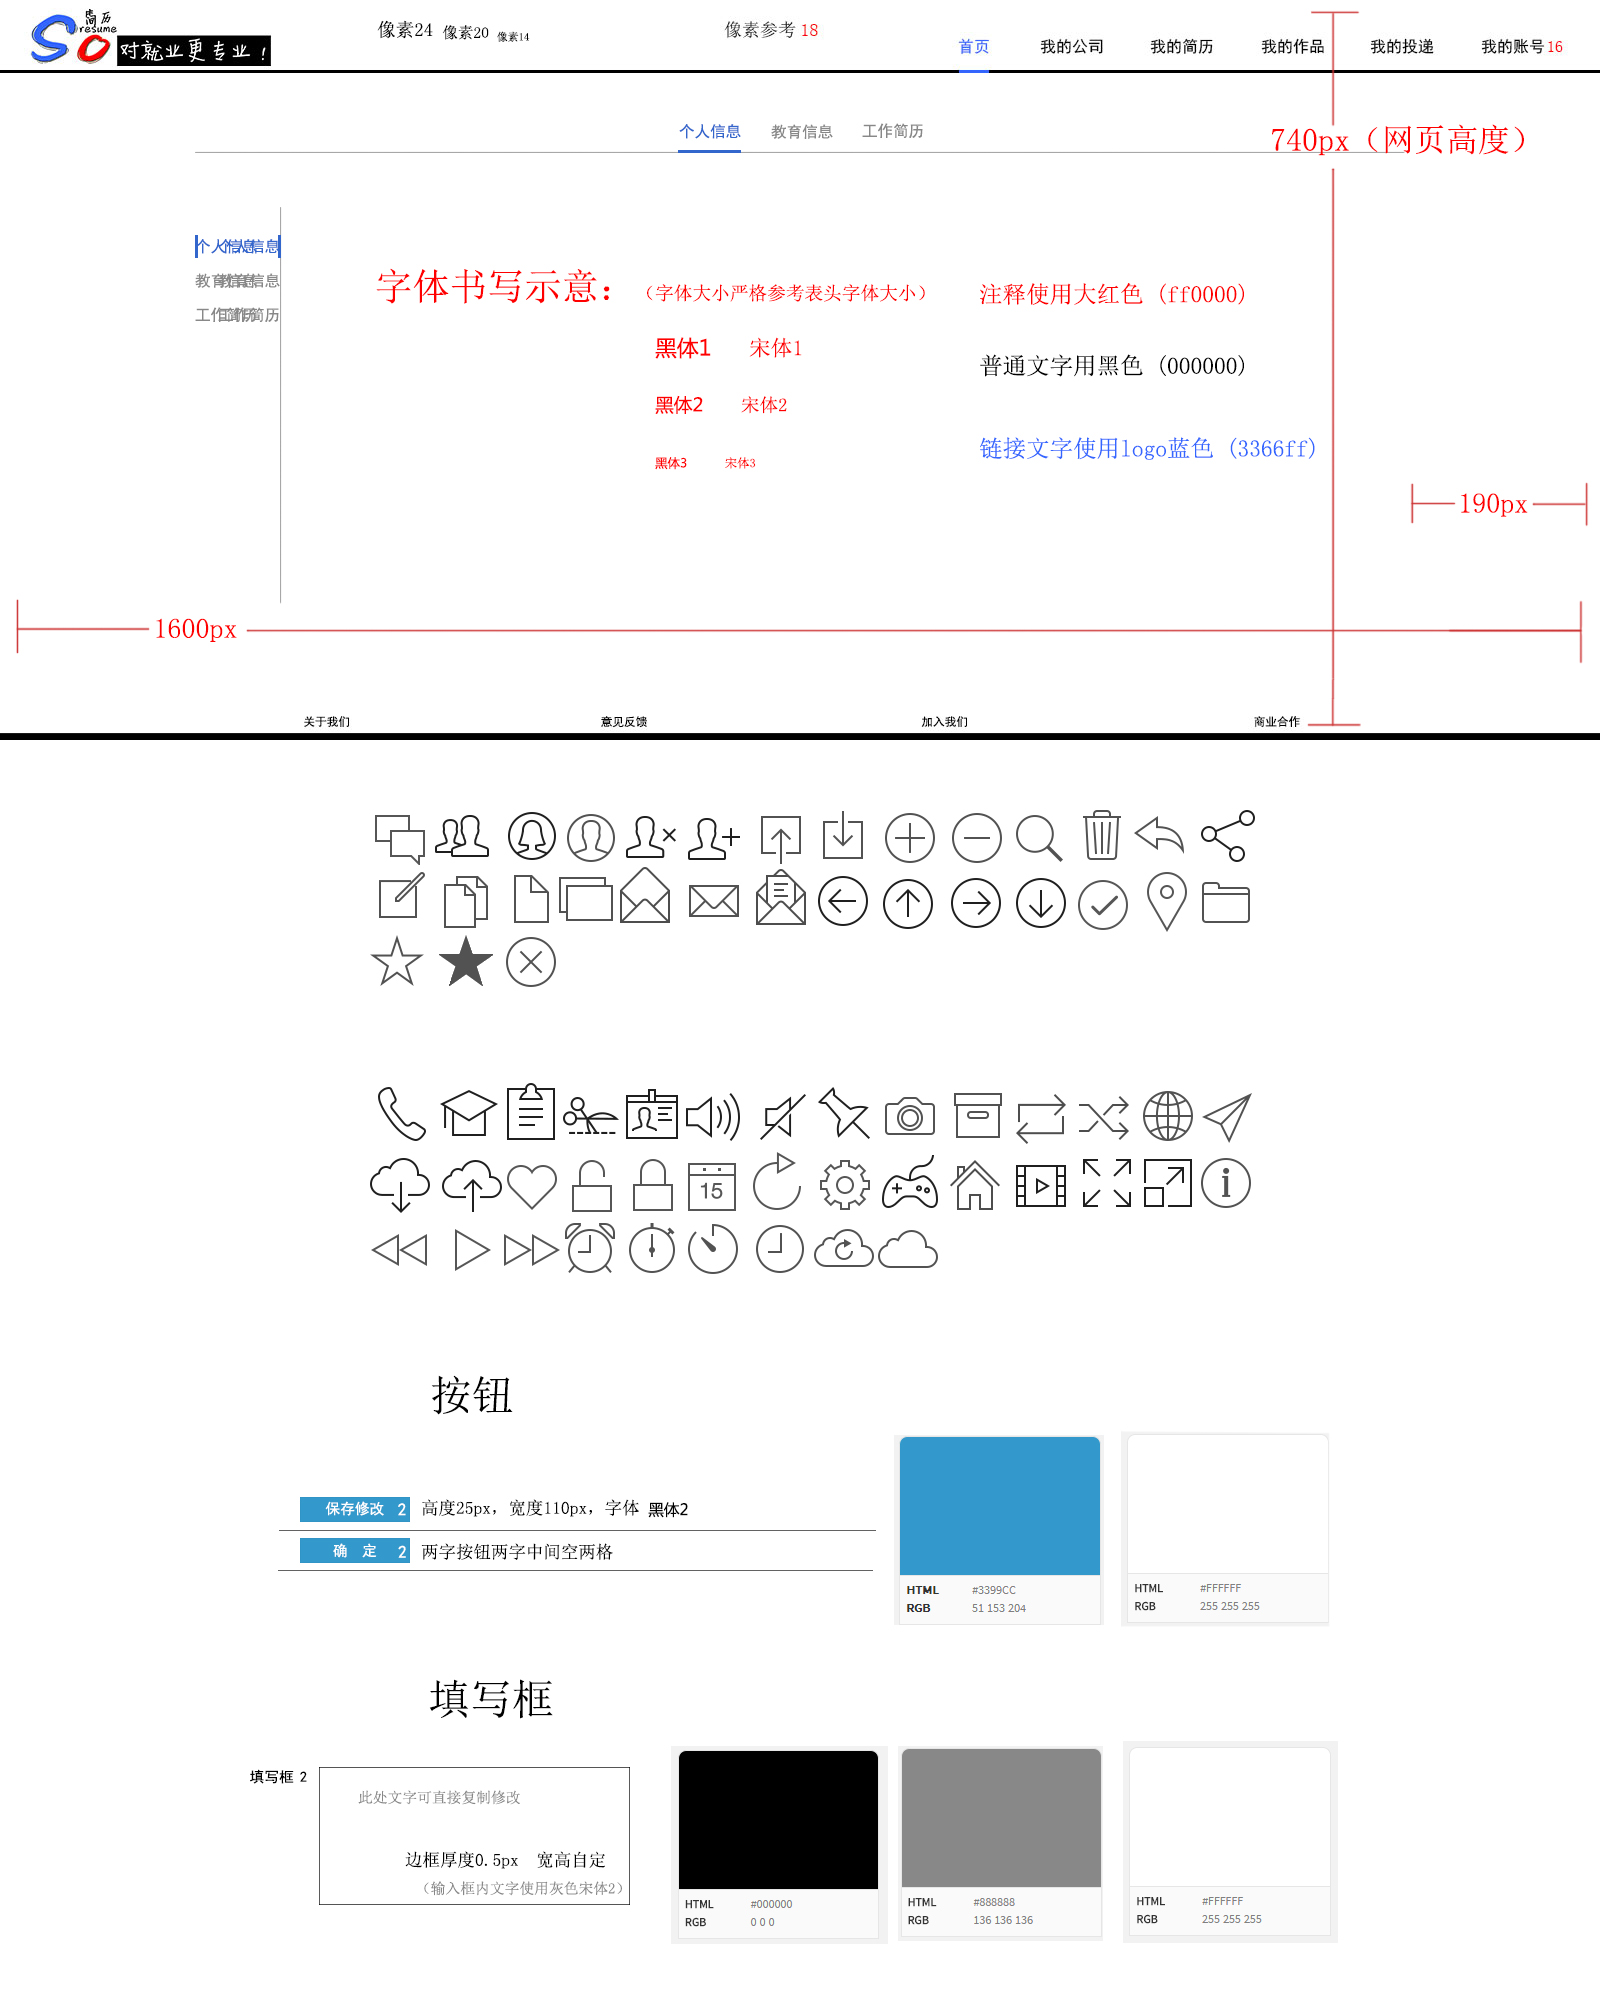 简历
resume
So 对就业更专业！
像素24 像素20 像素14
像素参考 18
首页 我的公司 我的简历 我的作品 我的投递 我的账号 16
个人信息 教育信息 工作简历
740px（网页高度）
个人信息 个人信息
教育信息 教育信息
工作简历 工作简历
字体书写示意：
（字体大小严格参考表头字体大小）
注释使用大红色（ff0000）
黑体1 宋体1
普通文字用黑色（000000）
黑体2 宋体2
链接文字使用logo蓝色（3366ff）
黑体3 宋体3
190px
1600px
关于我们 意见反馈 加入我们 商业合作
15
按钮
保存修改 2 高度25px，宽度110px，字体 黑体2
确 定 2 两字按钮两字中间空两格
HTML #3399CC
RGB 51 153 204
HTML #FFFFFF
RGB 255 255 255
填写框
填写框 2
此处文字可直接复制修改
边框厚度0.5px 宽高自定
（输入框内文字使用灰色宋体2）
HTML #000000
RGB 0 0 0
HTML #888888
RGB 136 136 136
HTML #FFFFFF
RGB 255 255 255